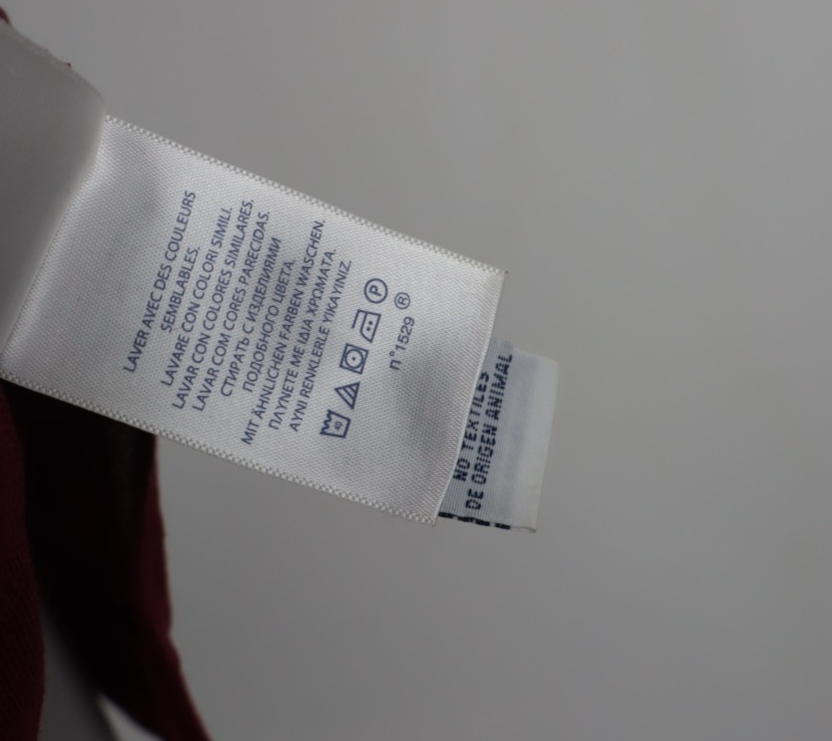 LAVER AVEC DES COULEURS
SEMBLABLES.
LAVARE CON COLORI SIMILI.
LAVAR CON COLORES SIMILARES.
LAVAR COM CORES PARECIDAS.
СТИРАТЬ С ИЗДЕЛИЯМИ
ПОДОБНОГО ЦВЕТА.
MIT ÄHNLICHEN FARBEN WASCHEN.
ΠΛΥΝΕΤΕ ΜΕ ΙΔΙΑ ΧΡΩΜΑΤΑ.
AYNI RENKLERLE YIKAYINIZ.
40 P
n°1529 ®
NO TEXTILES
DE ORIGEN ANIMAL